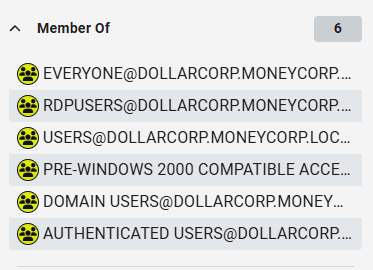 Member Of
6
EVERYONE@DOLLARCORP.MONEYCORP....
RDPUSERS@DOLLARCORP.MONEYCORP....
USERS@DOLLARCORP.MONEYCORP.LOC...
PRE-WINDOWS 2000 COMPATIBLE ACCE...
DOMAIN USERS@DOLLARCORP.MONEY...
AUTHENTICATED USERS@DOLLARCORP....